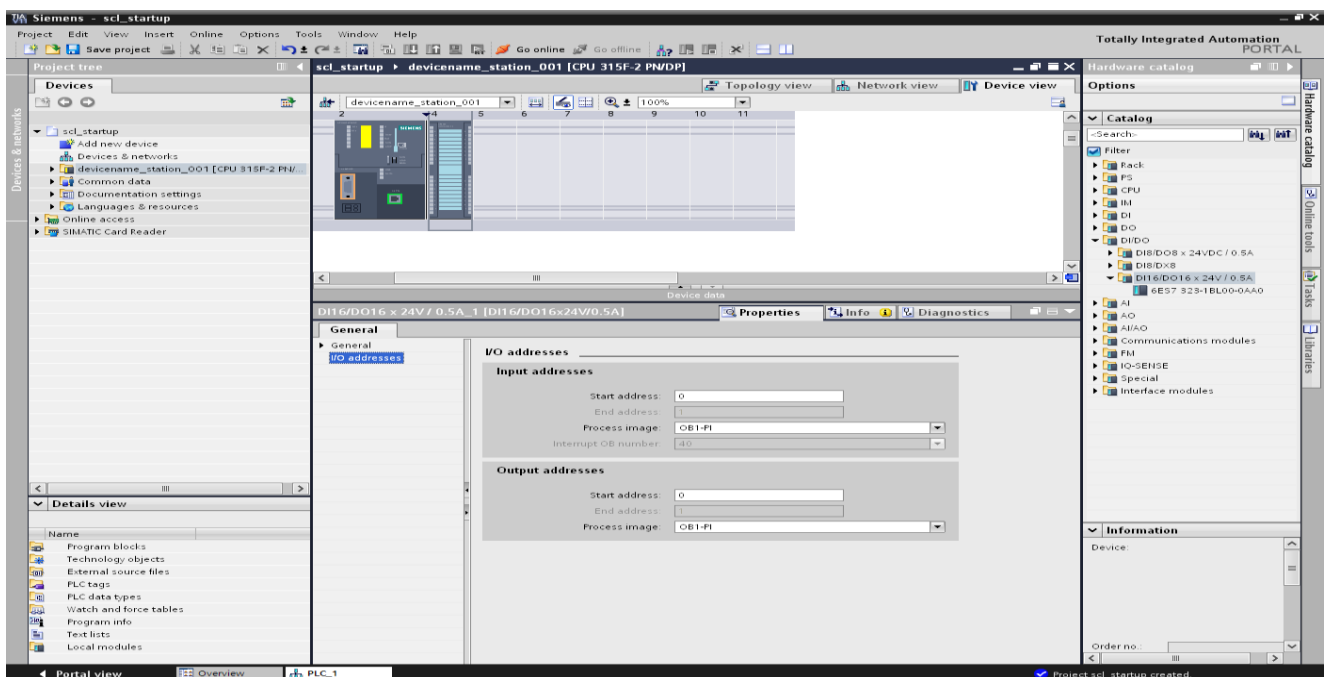 Siemens - scl_startup
Project Edit View Insert Online Options Tools Window Help
Save project Go online Go offline
Totally Integrated Automation
PORTAL
Project tree
Devices
Devices & networks
scl_startup
Add new device
Devices & networks
devicename_station_001 [CPU 315F-2 PN/...
Common data
Documentation settings
Languages & resources
Online access
SIMATIC Card Reader
Details view
Name
Program blocks
Technology objects
External source files
PLC tags
PLC data types
Watch and force tables
Program info
Text lists
Local modules
scl_startup devicename_station_001 [CPU 315F-2 PN/DP]
Topology view Network view Device view
devicename_station_001 100%
2 4 5 6 7 8 9 10 11
SIEMENS
Device data
DI16/DO16 x 24V / 0.5A_1 [DI16/DO16x24V/0.5A]
Properties Info Diagnostics
General
General
I/O addresses
I/O addresses
Input addresses
Start address: 0
End address: 1
Process image: OB1-PI
Interrupt OB number: 40
Output addresses
Start address: 0
End address: 1
Process image: OB1-PI
Hardware catalog
Options
Catalog
<Search>
Filter
Rack
PS
CPU
IM
DI
DO
DI/DO
DI8/DO8 x 24VDC / 0.5A
DI8/DX8
DI16/DO16 x 24V / 0.5A
6ES7 323-1BL00-0AA0
AI
AO
AI/AO
Communications modules
FM
IQ-SENSE
Special
Interface modules
Information
Device:
Order no.:
Hardware catalog
Online tools
Tasks
Libraries
Portal view Overview PLC_1
Project scl_startup created.